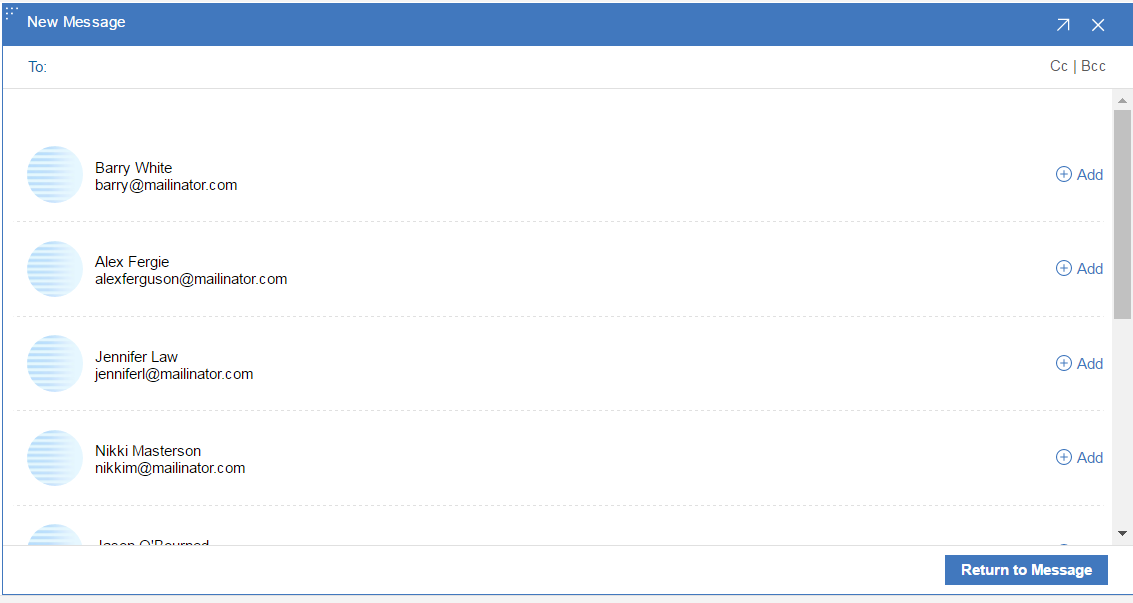 New Message
To:
Cc | Bcc
Barry White
barry@mailinator.com
Add
Alex Fergie
alexferguson@mailinator.com
Add
Jennifer Law
jenniferl@mailinator.com
Add
Nikki Masterson
nikkim@mailinator.com
Add
Return to Message